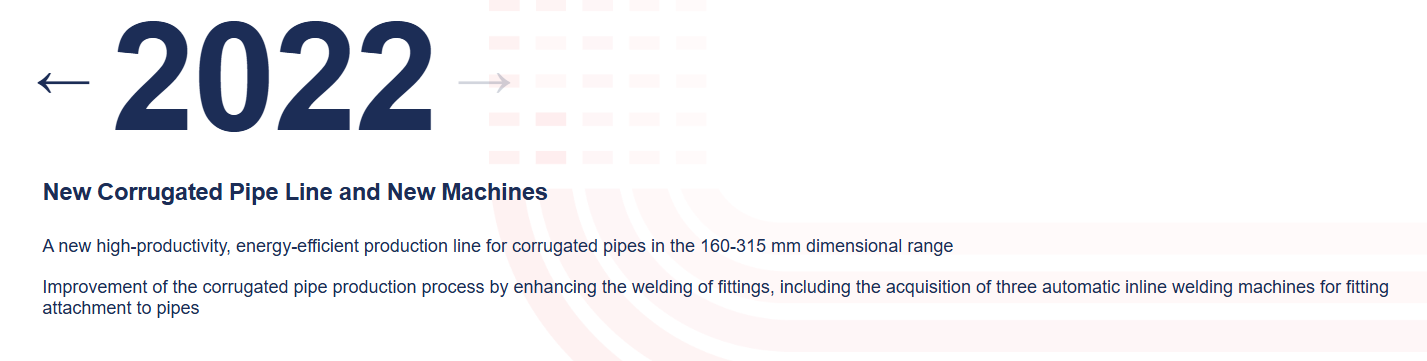 ← 2022 →
New Corrugated Pipe Line and New Machines
A new high-productivity, energy-efficient production line for corrugated pipes in the 160-315 mm dimensional range
Improvement of the corrugated pipe production process by enhancing the welding of fittings, including the acquisition of three automatic inline welding machines for fitting
attachment to pipes